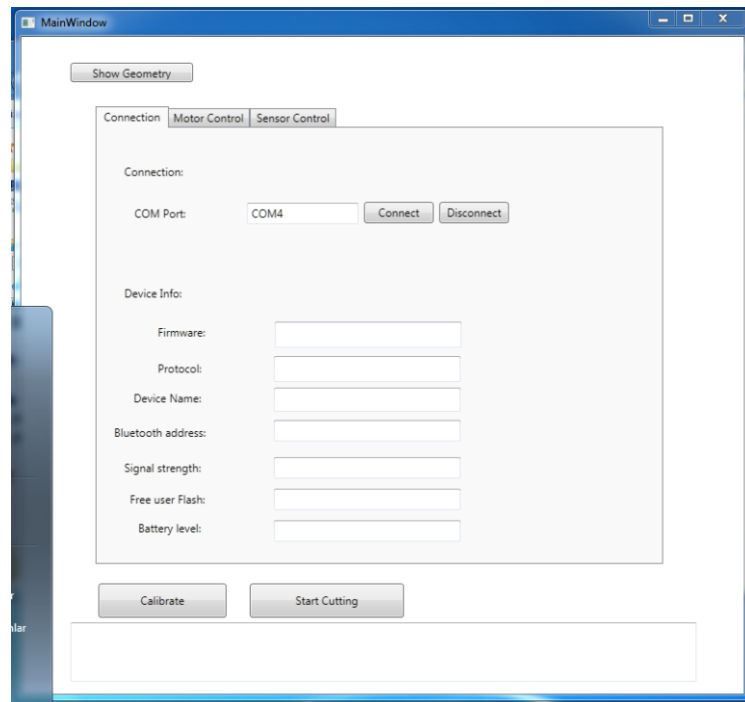 MainWindow
Show Geometry
Connection Motor Control Sensor Control
Connection:
COM Port: COM4 Connect Disconnect
Device Info:
Firmware:
Protocol:
Device Name:
Bluetooth address:
Signal strength:
Free user Flash:
Battery level:
Calibrate Start Cutting